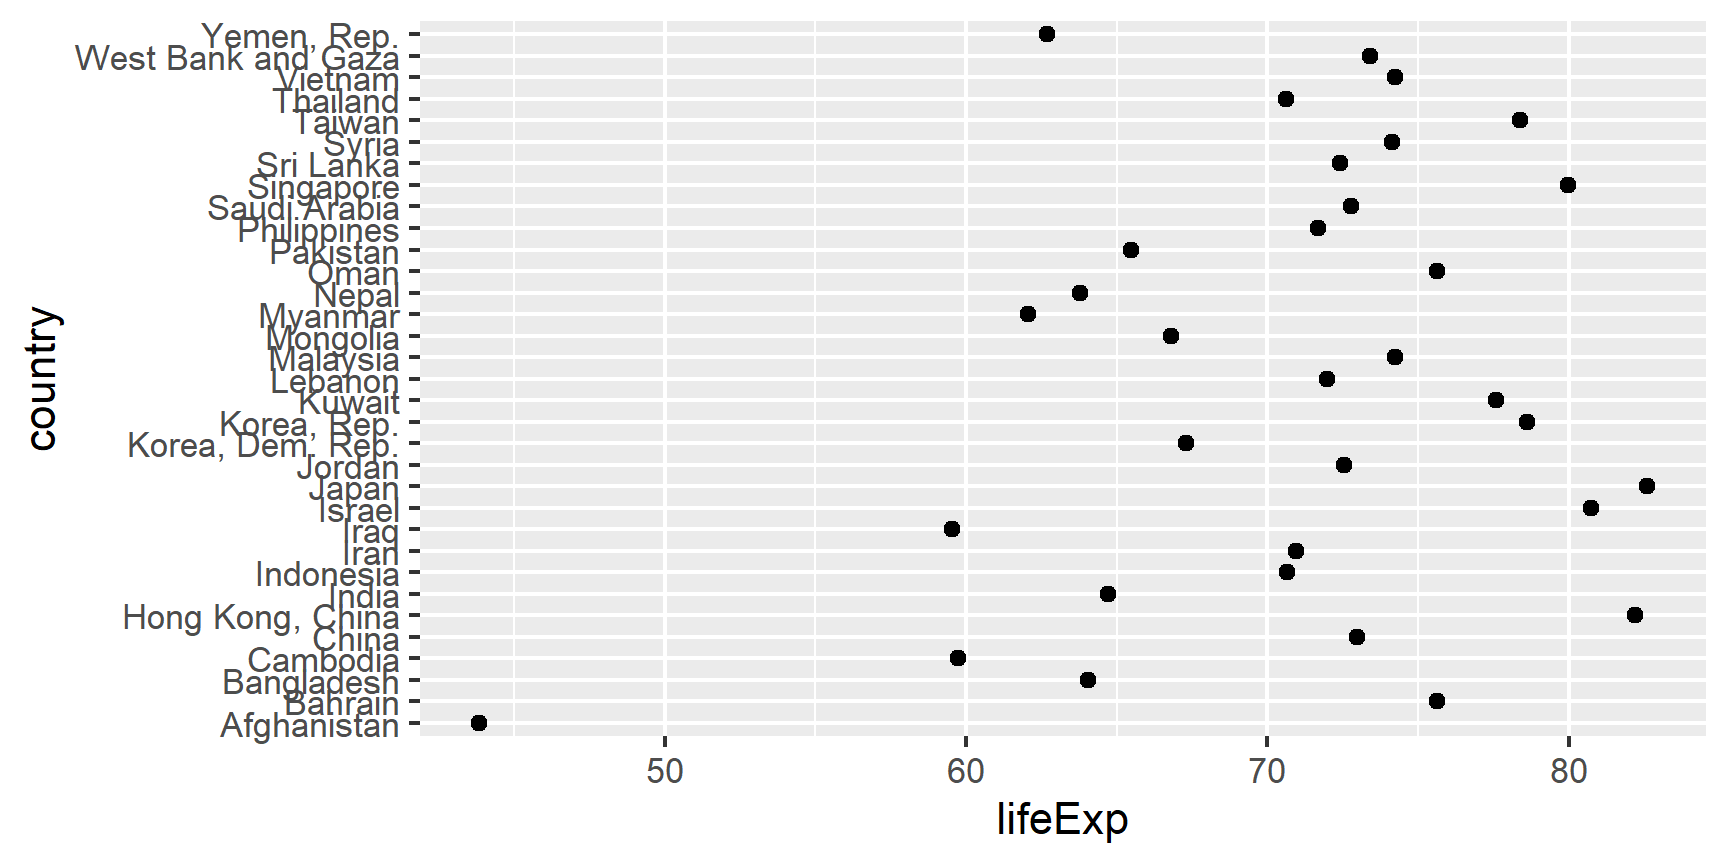 Yemen, Rep.
West Bank and Gaza
Vietnam
Thailand
Taiwan
Syria
Sri Lanka
Singapore
Saudi Arabia
Philippines
Pakistan
Oman
Nepal
Myanmar
Mongolia
Malaysia
Lebanon
Kuwait
Korea, Rep.
Korea, Dem. Rep.
Jordan
Japan
Israel
Iraq
Iran
Indonesia
India
Hong Kong, China
China
Cambodia
Bangladesh
Bahrain
Afghanistan
country
50 60 70 80
lifeExp